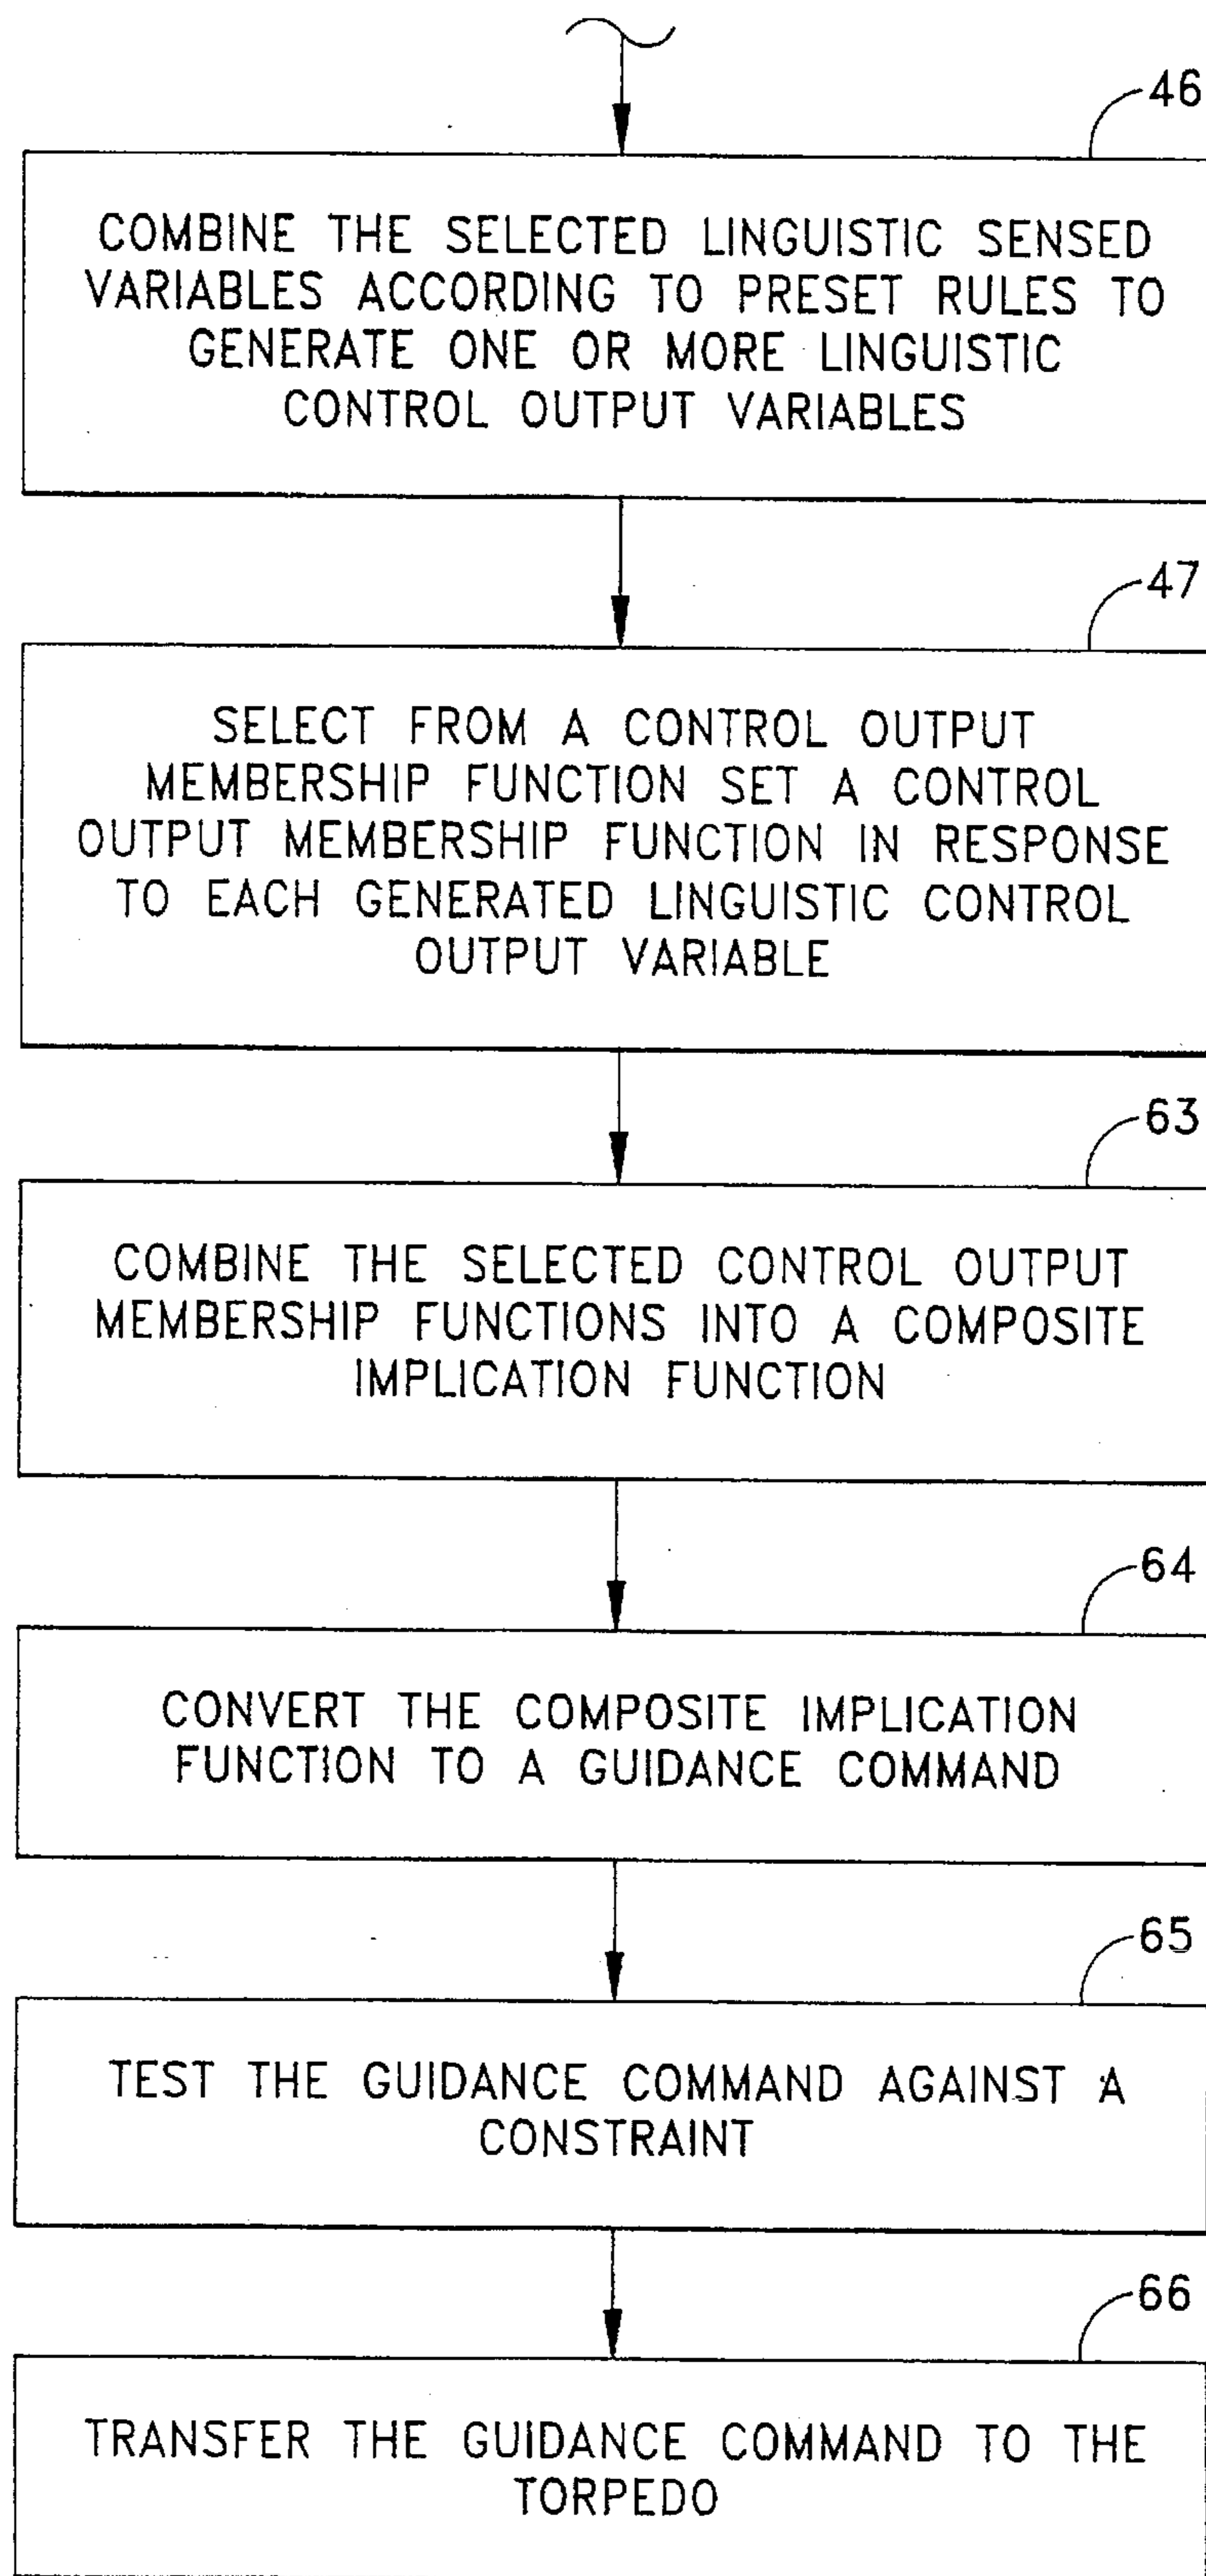 46
COMBINE THE SELECTED LINGUISTIC SENSED
VARIABLES ACCORDING TO PRESET RULES TO
GENERATE ONE OR MORE LINGUISTIC
CONTROL OUTPUT VARIABLES
47
SELECT FROM A CONTROL OUTPUT
MEMBERSHIP FUNCTION SET A CONTROL
OUTPUT MEMBERSHIP FUNCTION IN RESPONSE
TO EACH GENERATED LINGUISTIC CONTROL
OUTPUT VARIABLE
63
COMBINE THE SELECTED CONTROL OUTPUT
MEMBERSHIP FUNCTIONS INTO A COMPOSITE
IMPLICATION FUNCTION
64
CONVERT THE COMPOSITE IMPLICATION
FUNCTION TO A GUIDANCE COMMAND
65
TEST THE GUIDANCE COMMAND AGAINST A
CONSTRAINT
66
TRANSFER THE GUIDANCE COMMAND TO THE
TORPEDO